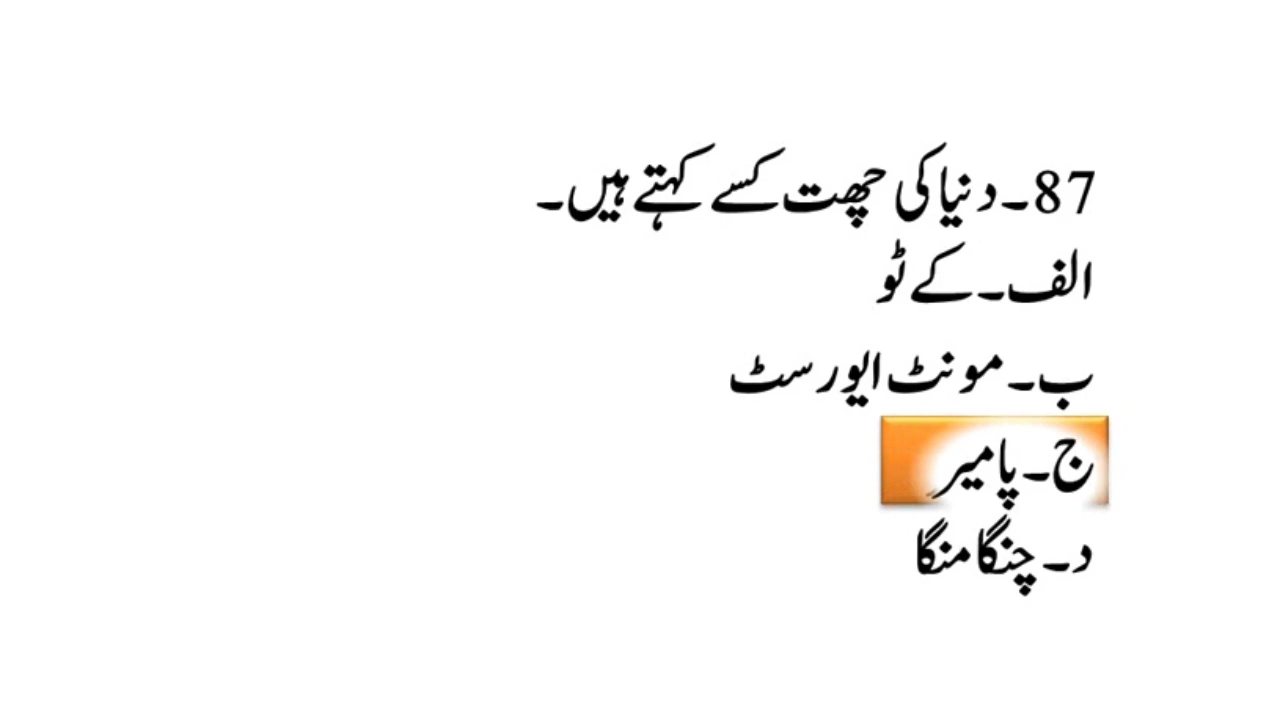 87۔دنیا کی چھت کسے کہتے ہیں۔
الف۔کے ٹو
ب۔مونٹ ایورسٹ
ج۔پامیر
د۔چنگا منگا